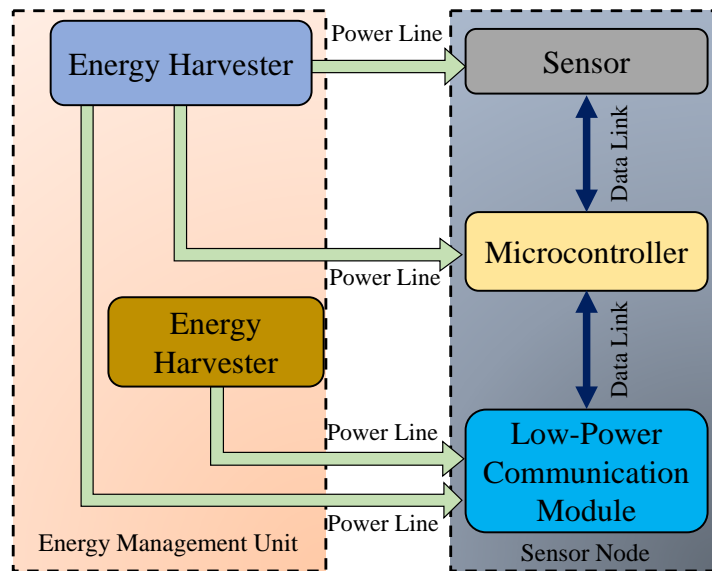 Power Line
Energy Harvester
Sensor
Data Link
Microcontroller
Power Line
Energy
Harvester
Data Link
Power Line
Low-Power
Communication
Module
Power Line
Energy Management Unit
Sensor Node